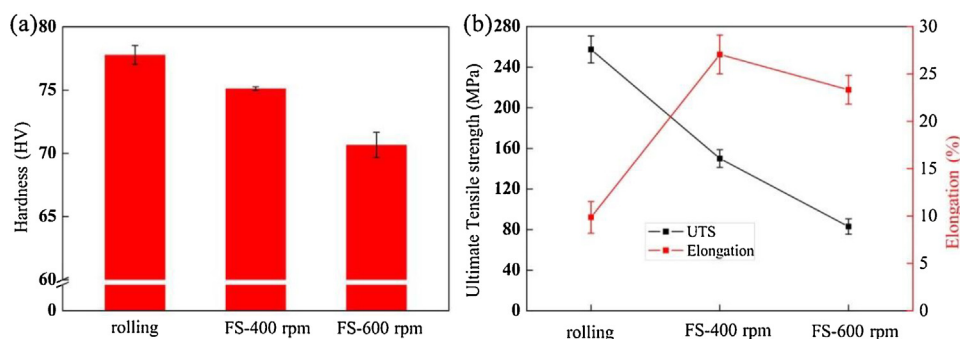 (a)
80
75
70
65
60
0
Hardness (HV)
rolling
FS-400 rpm
FS-600 rpm
(b)
280
240
200
160
120
80
40
0
Ultimate Tensile strength (MPa)
UTS
Elongation
rolling
FS-400 rpm
FS-600 rpm
30
25
20
15
10
5
0
Elongation (%)